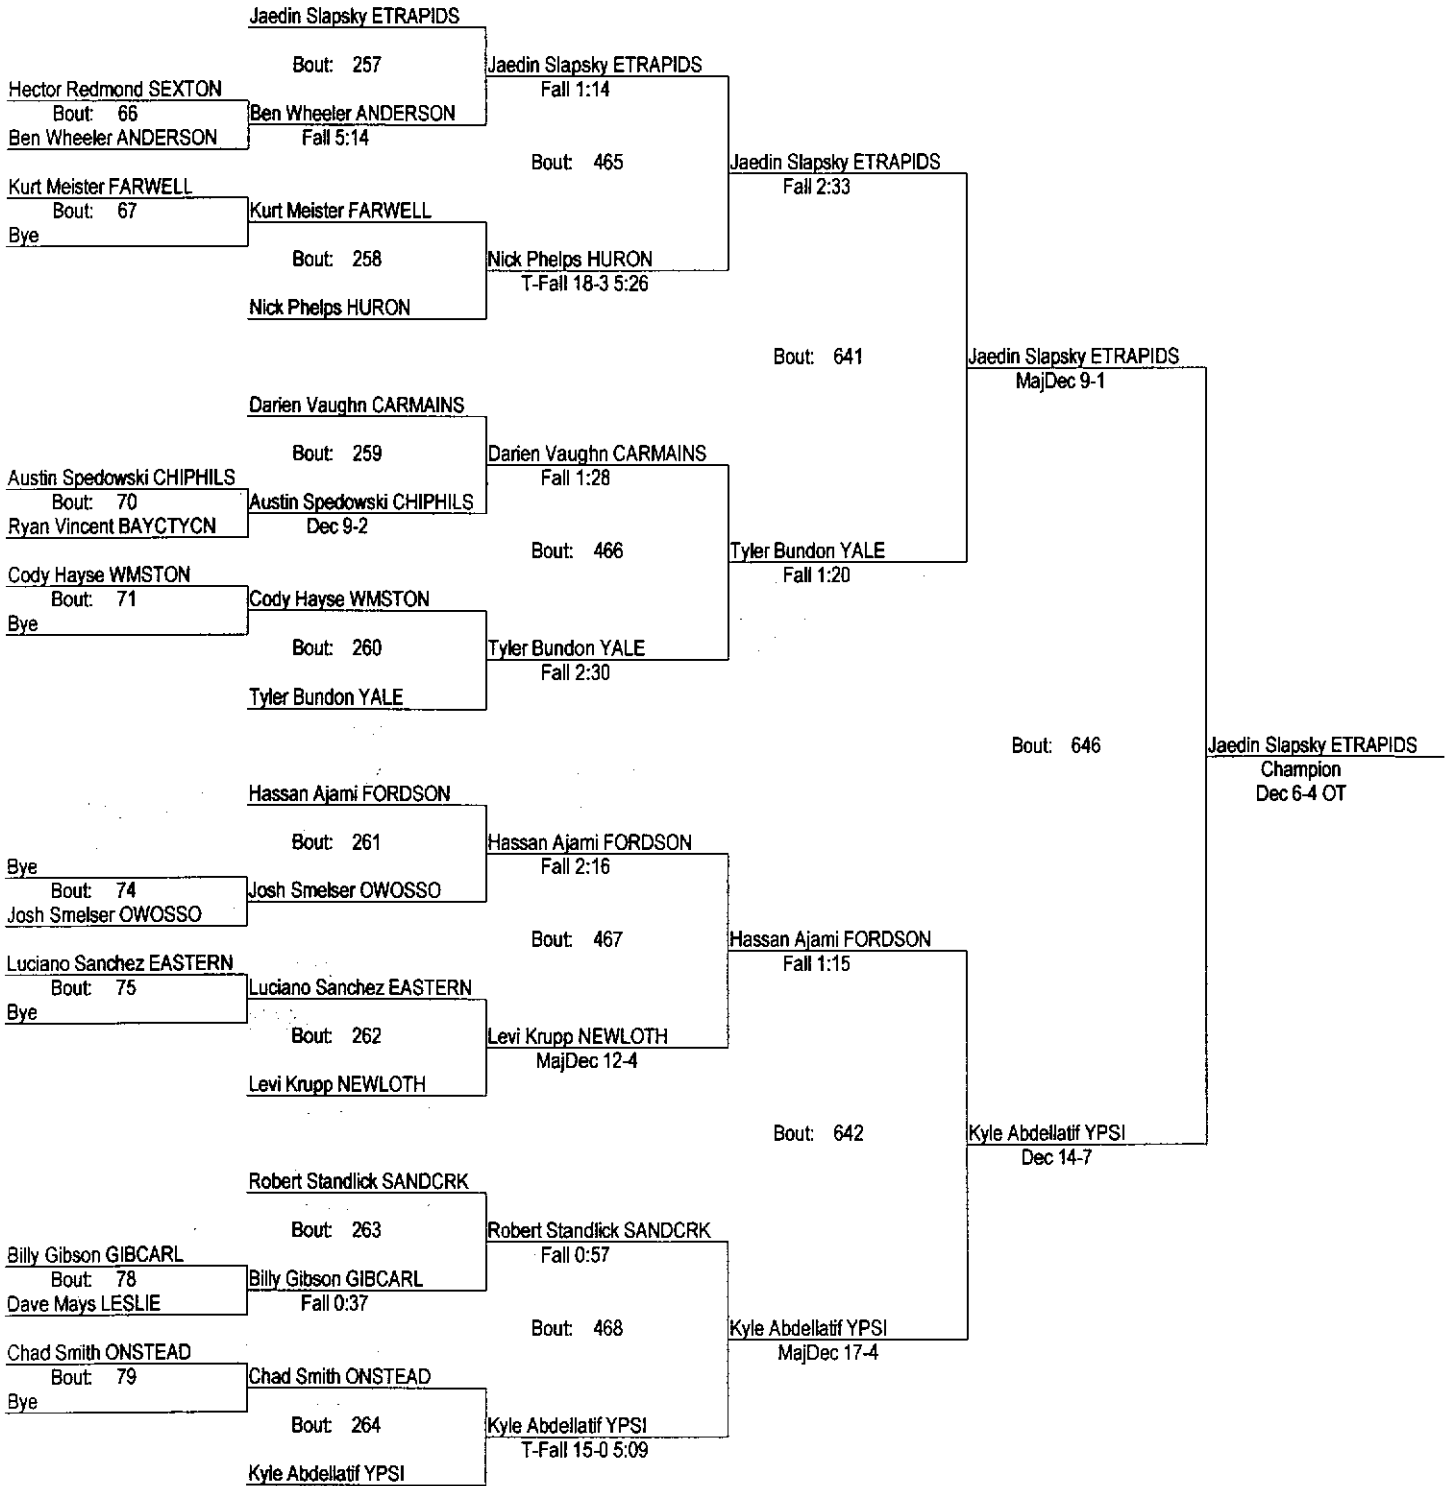 Jaedin Slapsky ETRAPIDS
Bout: 257
Jaedin Slapsky ETRAPIDS
Fall 1:14
Hector Redmond SEXTON
Bout: 66
Ben Wheeler ANDERSON
Ben Wheeler ANDERSON
Fall 5:14
Bout: 465
Jaedin Slapsky ETRAPIDS
Fall 2:33
Kurt Meister FARWELL
Bout: 67
Bye
Kurt Meister FARWELL
Bout: 258
Nick Phelps HURON
T-Fall 18-3 5:26
Nick Phelps HURON
Bout: 641
Jaedin Slapsky ETRAPIDS
MajDec 9-1
Darien Vaughn CARMAINS
Bout: 259
Darien Vaughn CARMAINS
Fall 1:28
Austin Spedowski CHIPHILS
Bout: 70
Ryan Vincent BAYCTYCN
Austin Spedowski CHIPHILS
Dec 9-2
Bout: 466
Tyler Bundon YALE
Fall 1:20
Cody Hayse WMSTON
Bout: 71
Bye
Cody Hayse WMSTON
Bout: 260
Tyler Bundon YALE
Fall 2:30
Tyler Bundon YALE
Bout: 646
Jaedin Slapsky ETRAPIDS
Champion
Dec 6-4 OT
Hassan Ajami FORDSON
Bout: 261
Hassan Ajami FORDSON
Fall 2:16
Bye
Bout: 74
Josh Smelser OWOSSO
Josh Smelser OWOSSO
Bout: 467
Hassan Ajami FORDSON
Fall 1:15
Luciano Sanchez EASTERN
Bout: 75
Bye
Luciano Sanchez EASTERN
Bout: 262
Levi Krupp NEWLOTH
MajDec 12-4
Levi Krupp NEWLOTH
Bout: 642
Kyle Abdellatif YPSI
Dec 14-7
Robert Standlick SANDCRK
Bout: 263
Robert Standlick SANDCRK
Fall 0:57
Billy Gibson GIBCARL
Bout: 78
Dave Mays LESLIE
Billy Gibson GIBCARL
Fall 0:37
Bout: 468
Kyle Abdellatif YPSI
MajDec 17-4
Chad Smith ONSTEAD
Bout: 79
Bye
Chad Smith ONSTEAD
Bout: 264
Kyle Abdellatif YPSI
T-Fall 15-0 5:09
Kyle Abdellatif YPSI